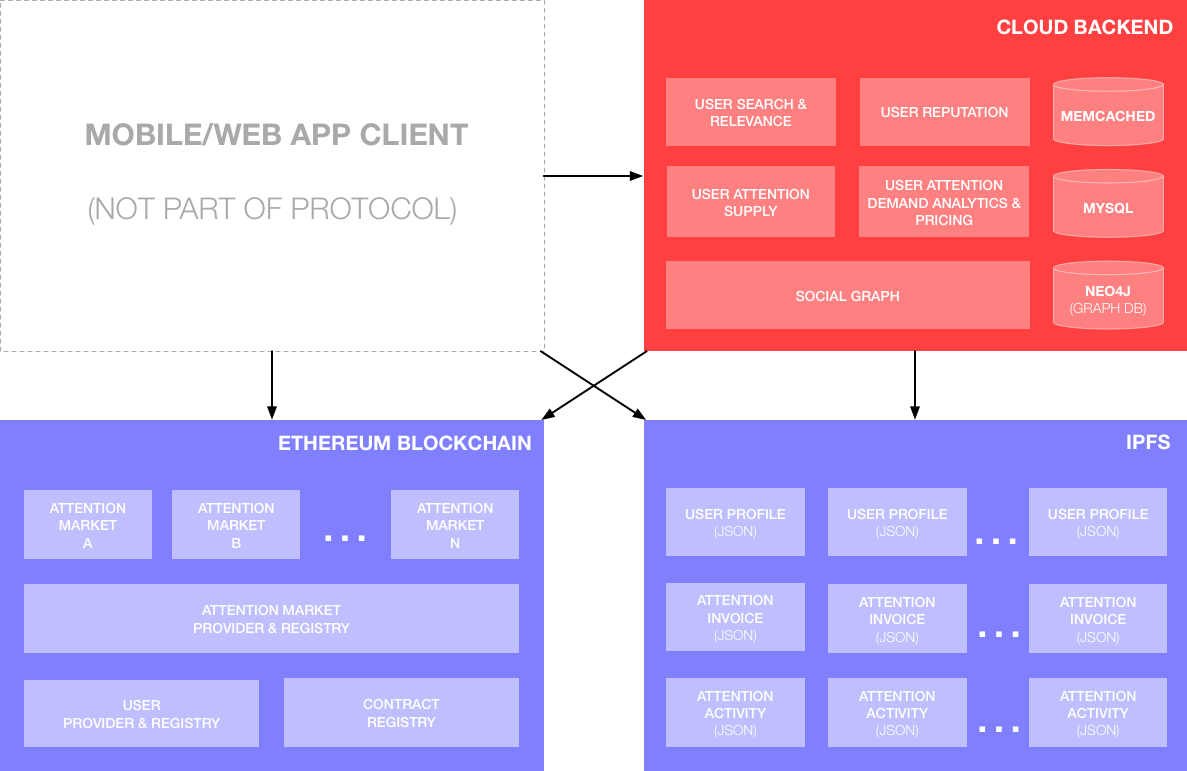 MOBILE/WEB APP CLIENT
(NOT PART OF PROTOCOL)
CLOUD BACKEND
USER SEARCH &
RELEVANCE
USER REPUTATION
MEMCACHED
USER ATTENTION
SUPPLY
USER ATTENTION
DEMAND ANALYTICS &
PRICING
MYSQL
SOCIAL GRAPH
NEO4J
(GRAPH DB)
ETHEREUM BLOCKCHAIN
ATTENTION
MARKET
A
ATTENTION
MARKET
B
...
ATTENTION
MARKET
N
ATTENTION MARKET
PROVIDER & REGISTRY
USER
PROVIDER & REGISTRY
CONTRACT
REGISTRY
IPFS
USER PROFILE
(JSON)
USER PROFILE
(JSON)
...
USER PROFILE
(JSON)
ATTENTION
INVOICE
(JSON)
ATTENTION
INVOICE
(JSON)
...
ATTENTION
INVOICE
(JSON)
ATTENTION
ACTIVITY
(JSON)
ATTENTION
ACTIVITY
(JSON)
...
ATTENTION
ACTIVITY
(JSON)